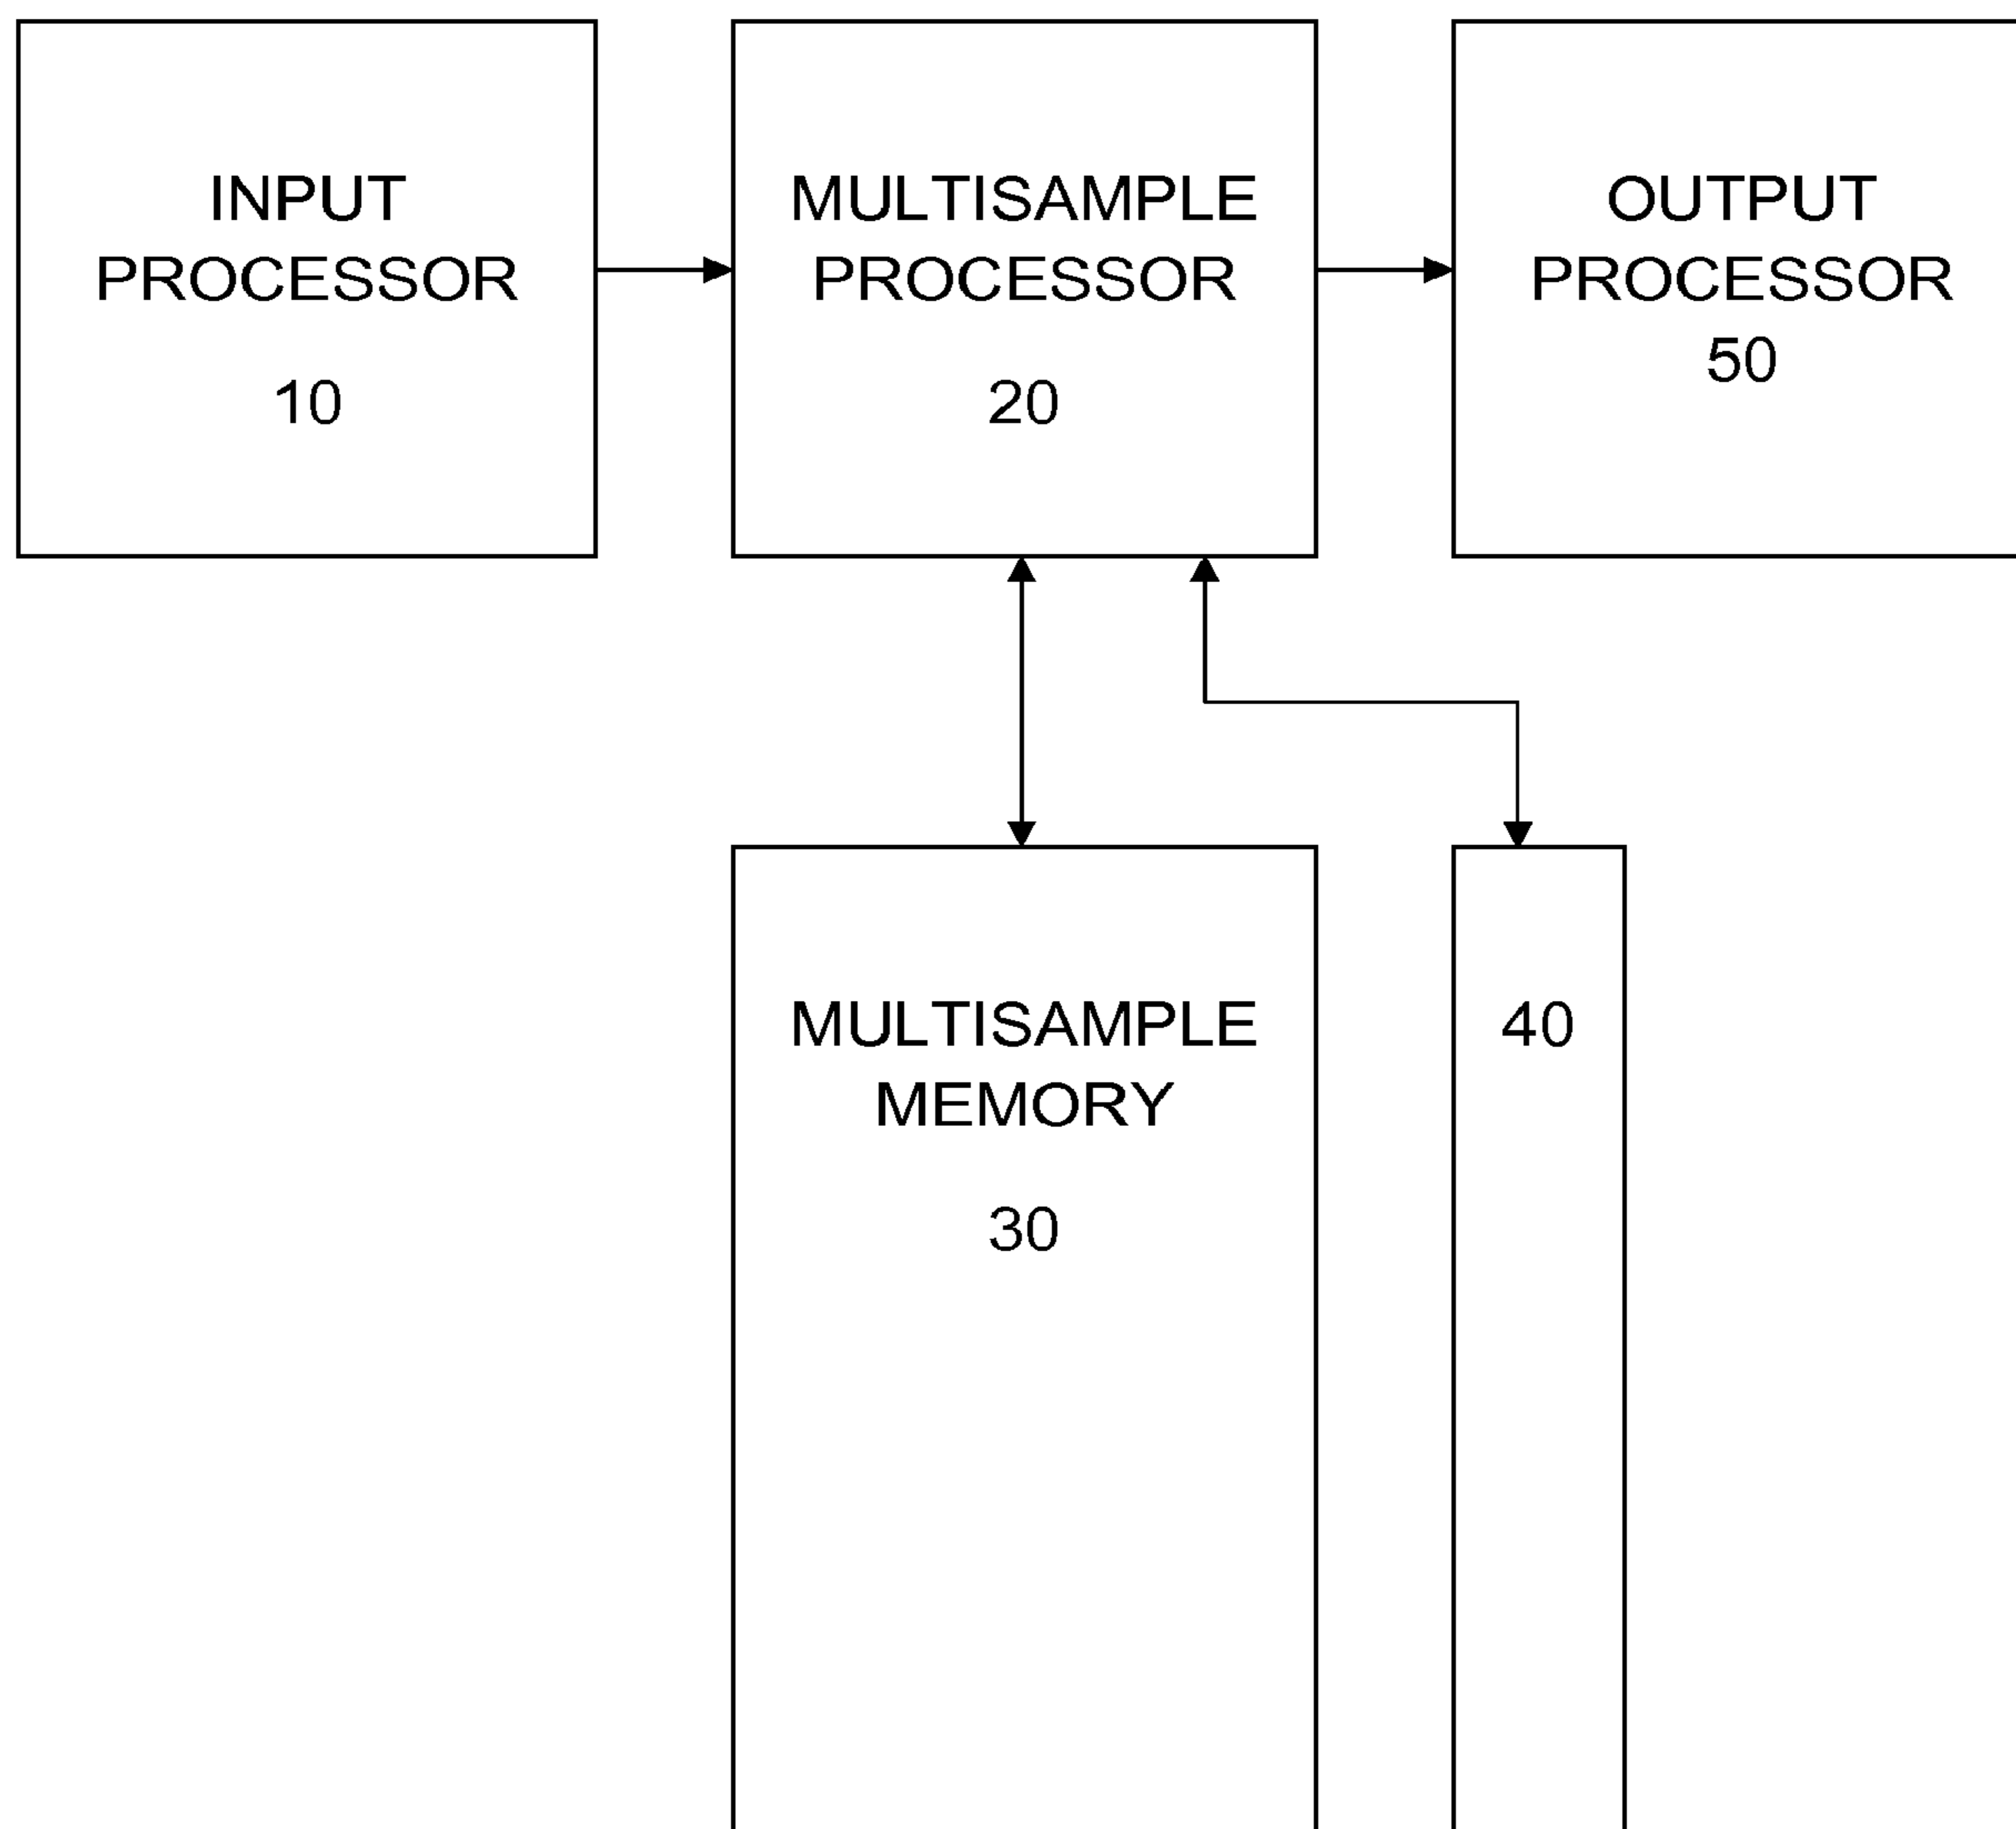 INPUT
PROCESSOR
10
MULTISAMPLE
PROCESSOR
20
OUTPUT
PROCESSOR
50
MULTISAMPLE
MEMORY
30
40